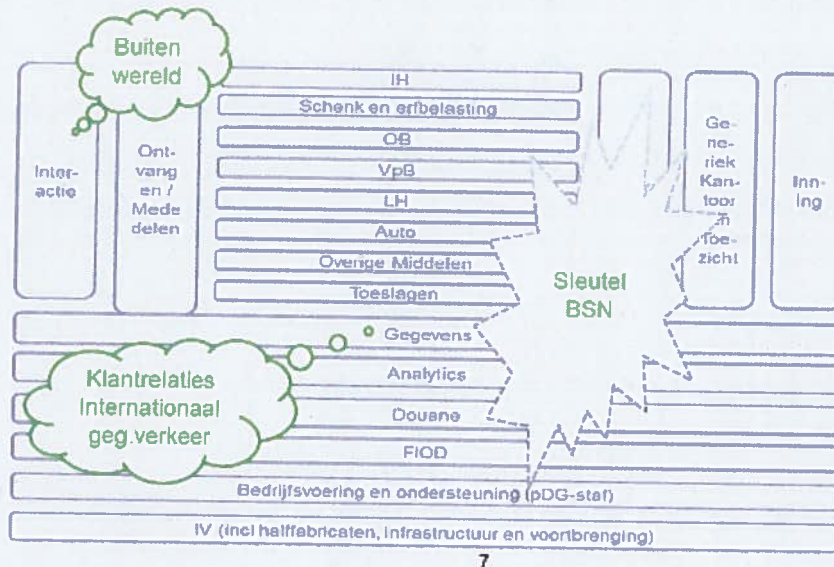 Buiten
wereld
Inter-
actie
Ont-
vang
en /
Mede
delen
IH
Schenk en erfbelasting
OB
VpB
LH
Auto
Overige Middelen
Toeslagen
Sleutel
BSN
Ge-
ne-
riek
Kan-
toor
en
Toe-
zicht
Inn-
ing
Gegevens
Klantrelaties
Internationaal
geg.verkeer
Analytics
Douane
FIOD
Bedrijfsvoering en ondersteuning (pDG-staf)
IV (incl halffabricaten, infrastructuur en voortbrenging)
7